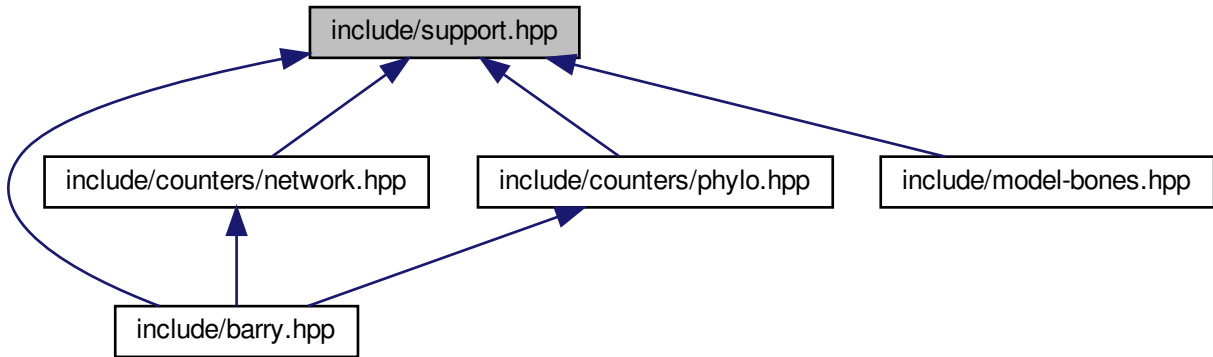 include/support.hpp
include/counters/network.hpp
include/counters/phylo.hpp
include/model-bones.hpp
include/barry.hpp